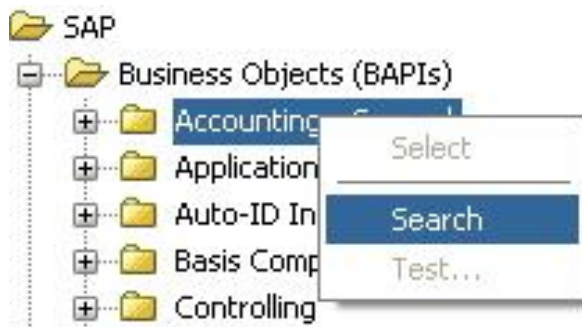 SAP
Business Objects (BAPIs)
Accounting
Select
Application
Auto-ID In
Search
Basis Comp
Test...
Controlling